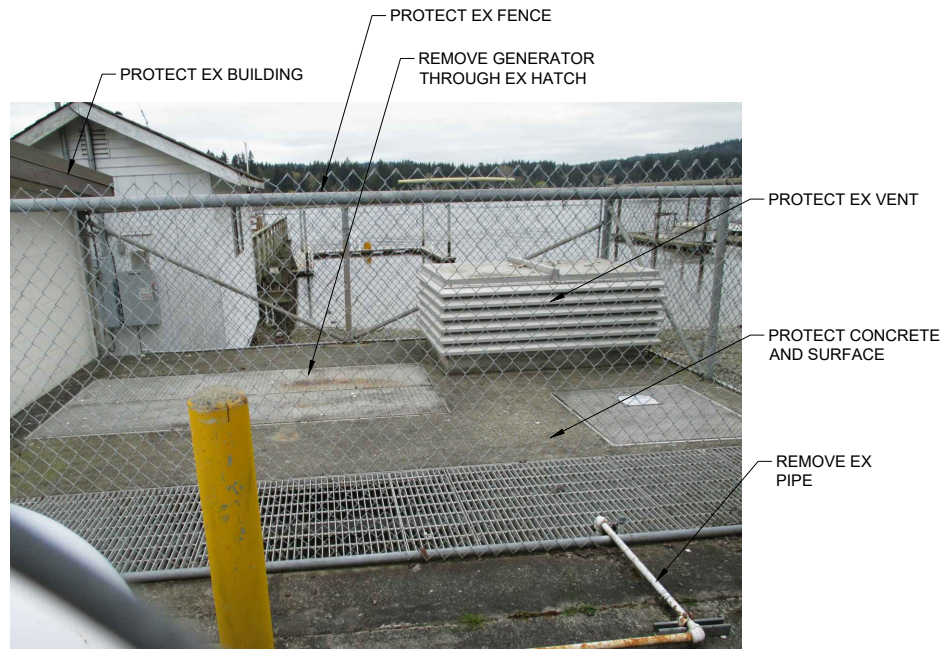 PROTECT EX FENCE
REMOVE GENERATOR
THROUGH EX HATCH
PROTECT EX BUILDING
PROTECT EX VENT
PROTECT CONCRETE
AND SURFACE
REMOVE EX
PIPE